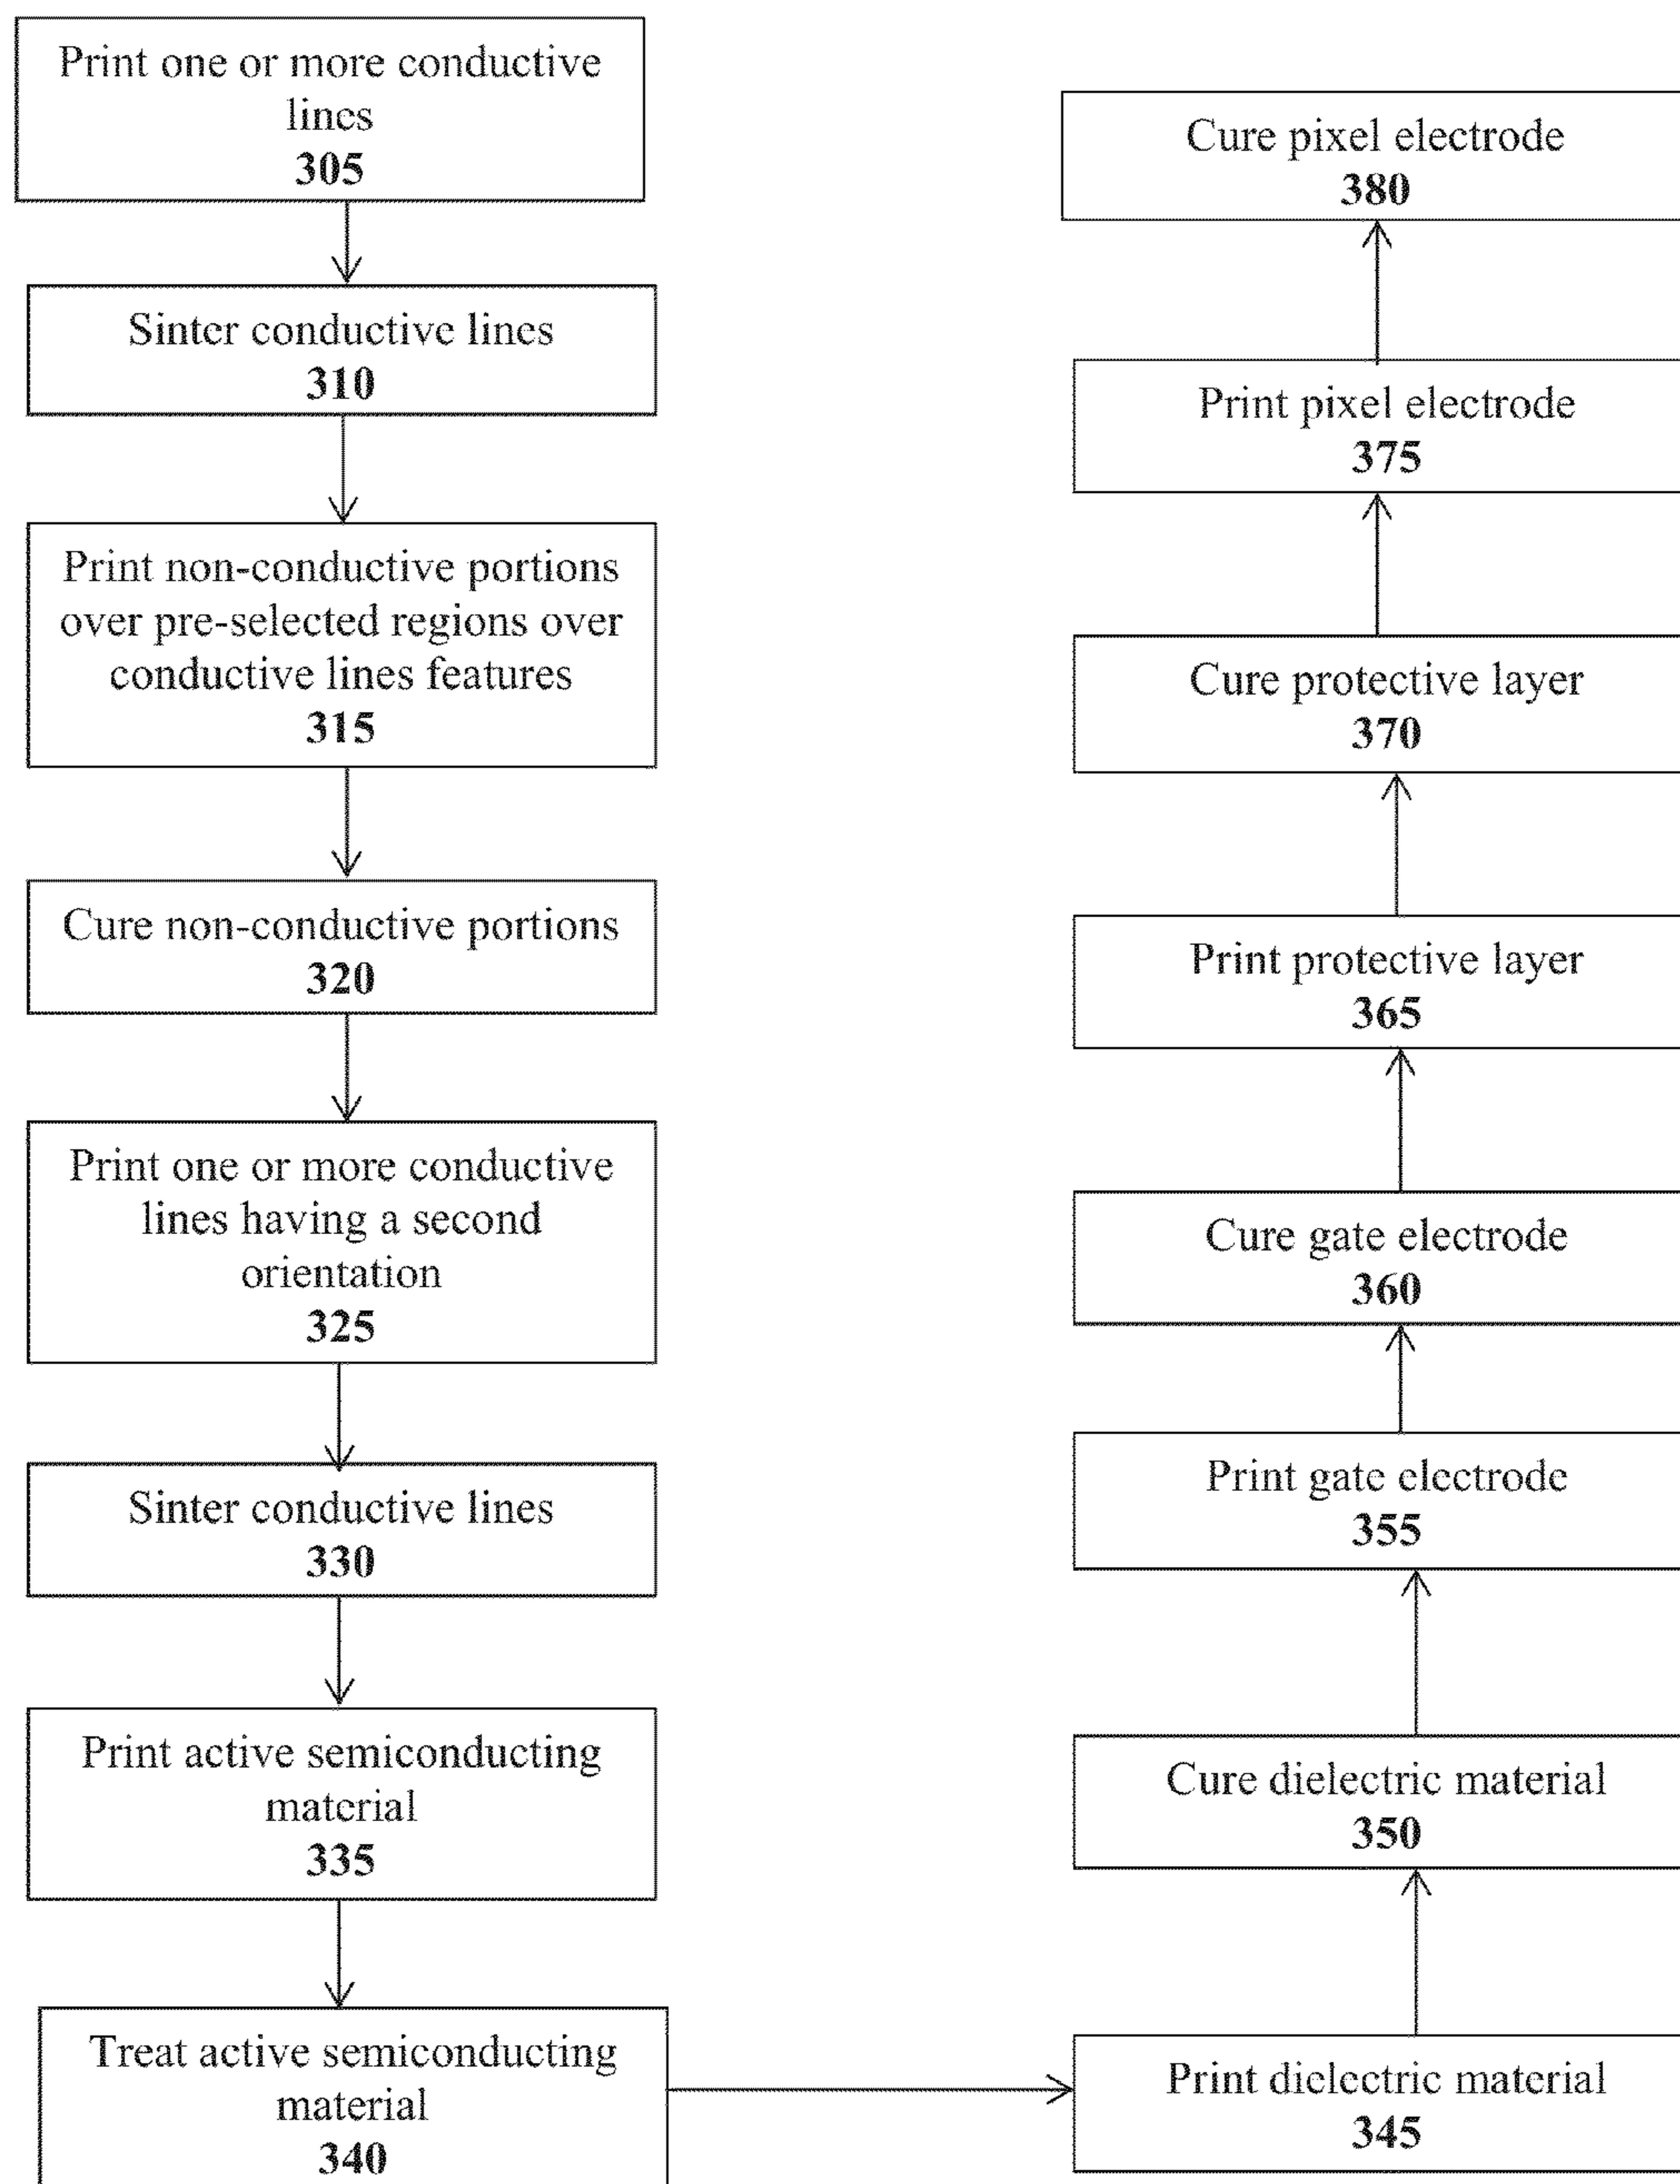 Print one or more conductive
lines
305
Sinter conductive lines
310
Print non-conductive portions
over pre-selected regions over
conductive lines features
315
Cure non-conductive portions
320
Print one or more conductive
lines having a second
orientation
325
Sinter conductive lines
330
Print active semiconducting
material
335
Treat active semiconducting
material
340
Print dielectric material
345
Cure dielectric material
350
Print gate electrode
355
Cure gate electrode
360
Print protective layer
365
Cure protective layer
370
Print pixel electrode
375
Cure pixel electrode
380